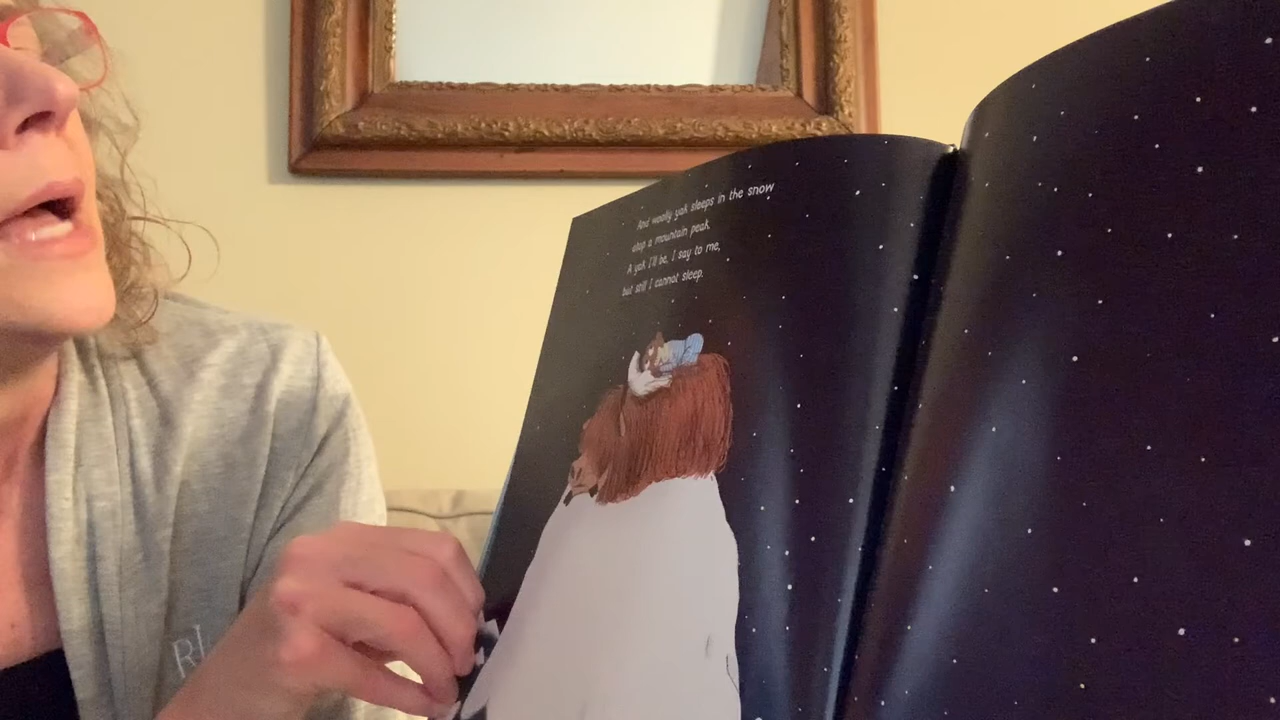 And woolly yak sleeps in the snow
atop a mountain peak.
A yak I'll be, I say to me,
but still I cannot sleep.
RI